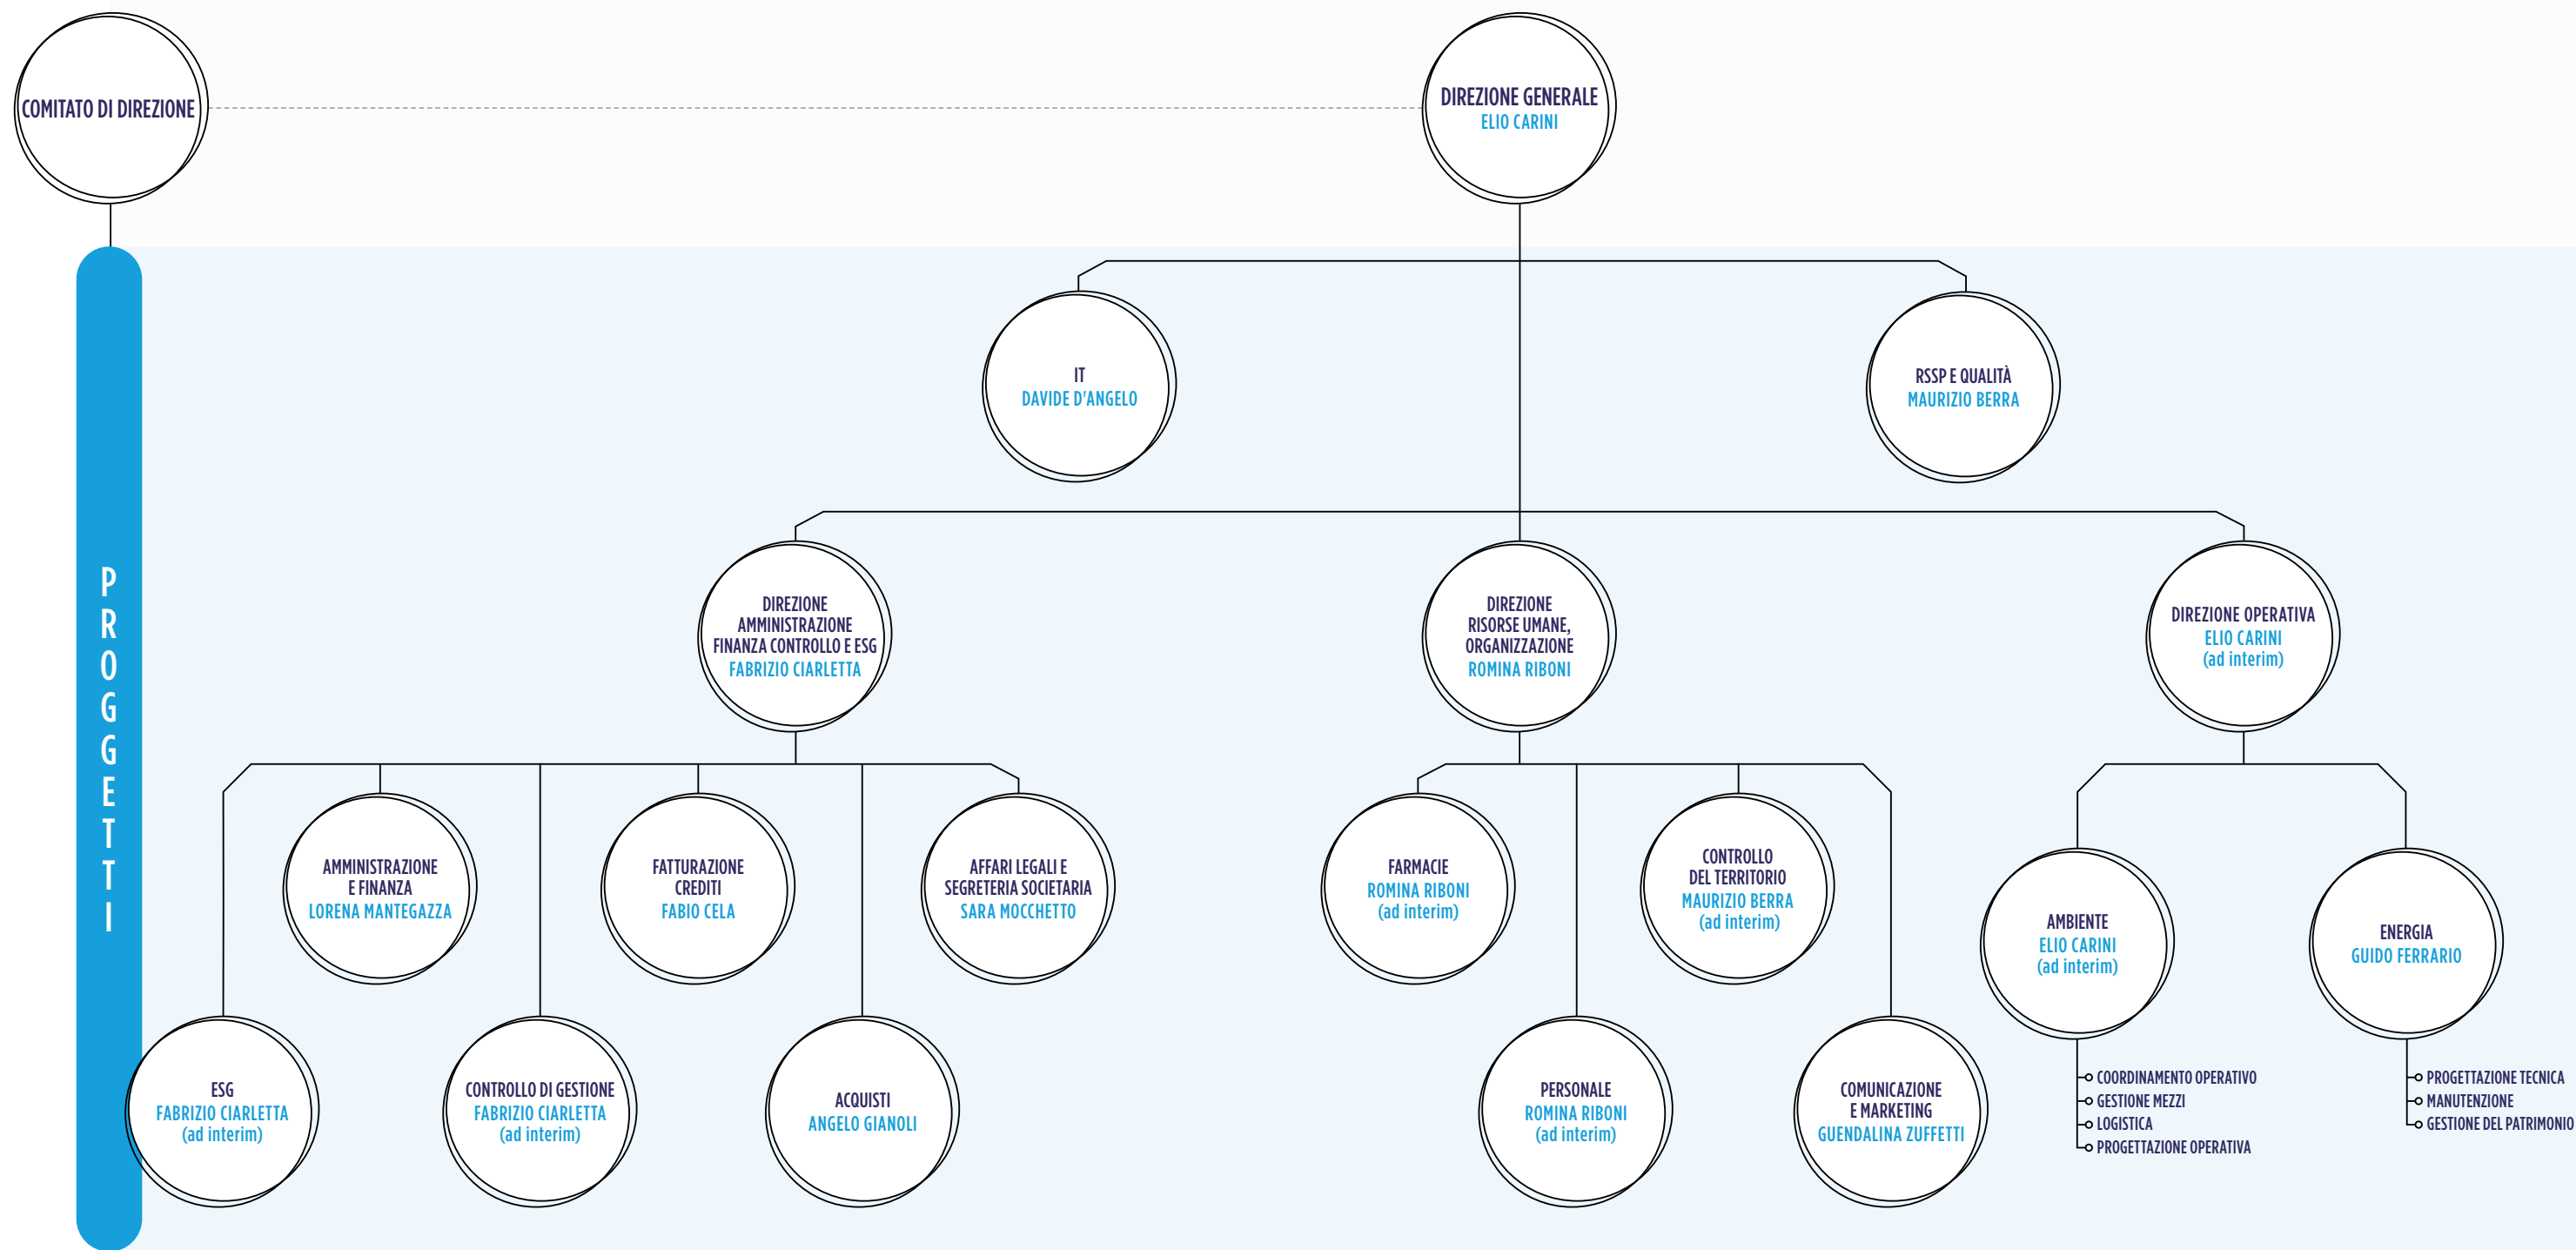 COMITATO DI DIREZIONE
DIREZIONE GENERALE
ELIO CARINI
PROGGETTI
IT
DAVIDE D'ANGELO
RSSP E QUALITÀ
MAURIZIO BERRA
DIREZIONE
AMMINISTRAZIONE
FINANZA CONTROLLO E ESG
FABRIZIO CIARLETTA
DIREZIONE
RISORSE UMANE,
ORGANIZZAZIONE
ROMINA RIBONI
DIREZIONE OPERATIVA
ELIO CARINI
(ad interim)
AMMINISTRAZIONE
E FINANZA
LORENA MANTEGAZZA
FATTURAZIONE
CREDITI
FABIO CELA
AFFARI LEGALI E
SEGRETERIA SOCIETARIA
SARA MOCCHETTO
FARMACIE
ROMINA RIBONI
(ad interim)
CONTROLLO
DEL TERRITORIO
MAURIZIO BERRA
(ad interim)
AMBIENTE
ELIO CARINI
(ad interim)
ENERGIA
GUIDO FERRARIO
ESG
FABRIZIO CIARLETTA
(ad interim)
CONTROLLO DI GESTIONE
FABRIZIO CIARLETTA
(ad interim)
ACQUISTI
ANGELO GIANOLI
PERSONALE
ROMINA RIBONI
(ad interim)
COMUNICAZIONE
E MARKETING
GUENDALINA ZUFFETTI
COORDINAMENTO OPERATIVO
GESTIONE MEZZI
LOGISTICA
PROGETTAZIONE OPERATIVA
PROGETTAZIONE TECNICA
MANUTENZIONE
GESTIONE DEL PATRIMONIO